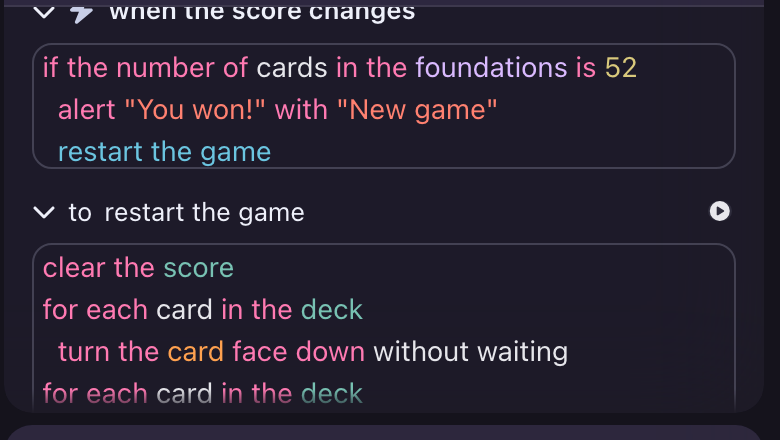 when the score changes
if the number of cards in the foundations is 52
alert "You won!" with "New game"
restart the game
to restart the game
clear the score
for each card in the deck
turn the card face down without waiting
for each card in the deck